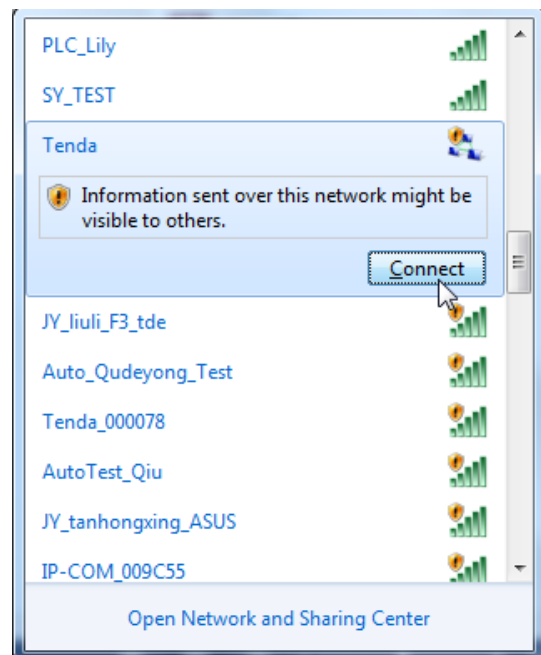 PLC_Lily
SY_TEST
Tenda
Information sent over this network might be
visible to others.
Connect
JY_liuli_F3_tde
Auto_Qudeyong_Test
Tenda_000078
AutoTest_Qiu
JY_tanhongxing_ASUS
IP-COM_009C55
Open Network and Sharing Center